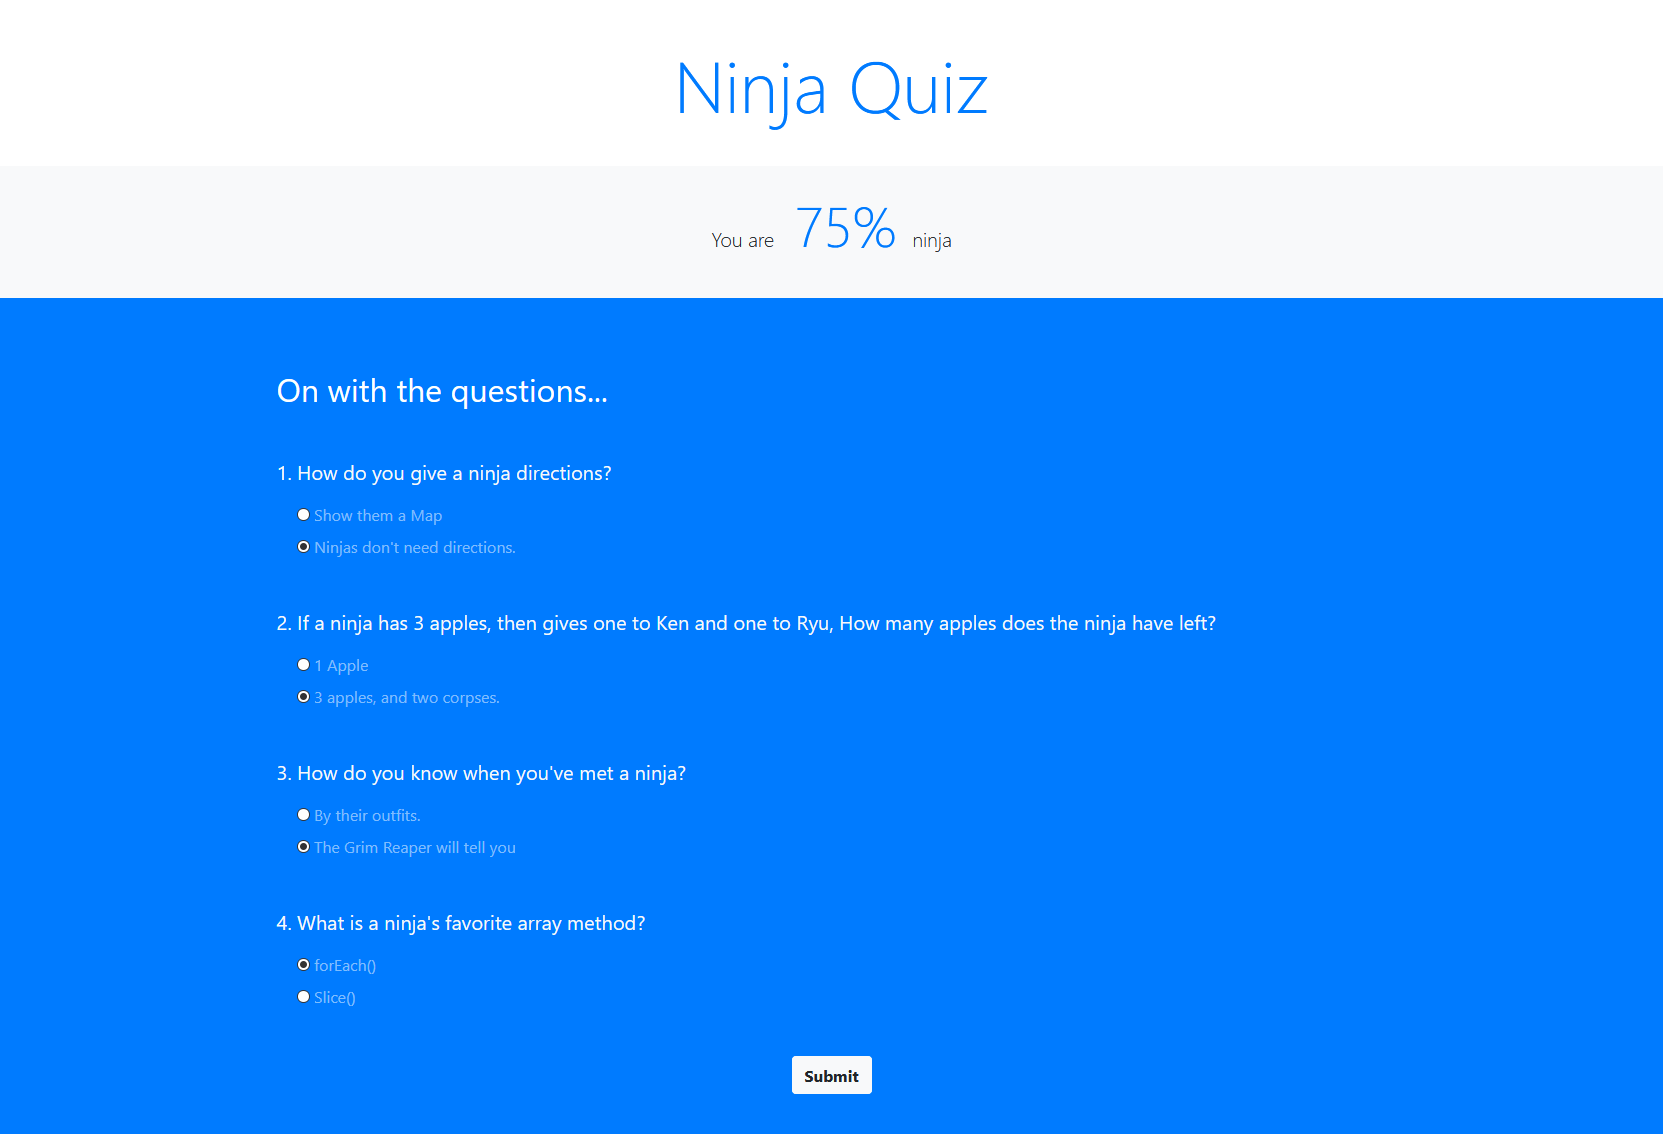 Ninja Quiz
You are 75% ninja
On with the questions...
1. How do you give a ninja directions?
Show them a Map
Ninjas don't need directions.
2. If a ninja has 3 apples, then gives one to Ken and one to Ryu, How many apples does the ninja have left?
1 Apple
3 apples, and two corpses.
3. How do you know when you've met a ninja?
By their outfits.
The Grim Reaper will tell you
4. What is a ninja's favorite array method?
forEach()
Slice()
Submit